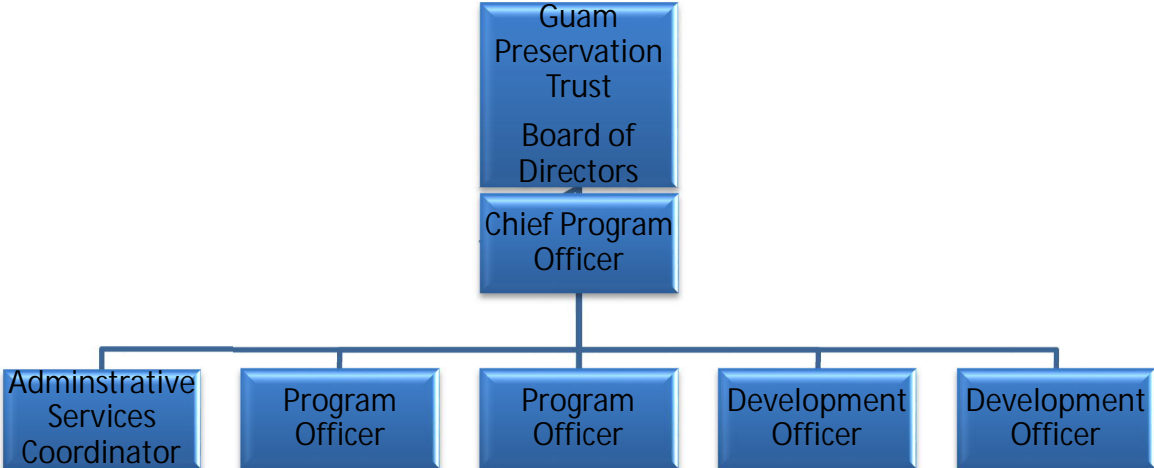 Guam
Preservation
Trust
Board of
Directors
Chief Program
Officer
Adminstrative
Services
Coordinator
Program
Officer
Program
Officer
Development
Officer
Development
Officer